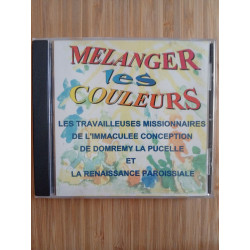 MELANGER
les
COULEURS
LES TRAVAILLEUSES MISSIONNAIRES
DE L'IMMACULEE CONCEPTION
DE DOMREMY LA PUCELLE
ET
LA RENAISSANCE PAROISSIALE